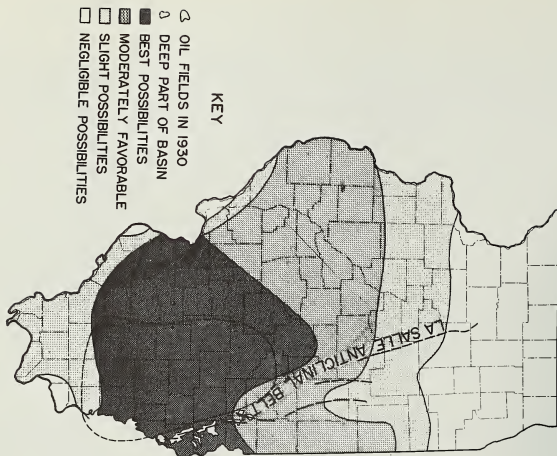 KEY
OIL FIELDS IN 1930
DEEP PART OF BASIN
BEST POSSIBILITIES
MODERATELY FAVORABLE
SLIGHT POSSIBILITIES
NEGLIGIBLE POSSIBILITIES
LA SALLE ANTICLINAL BELT